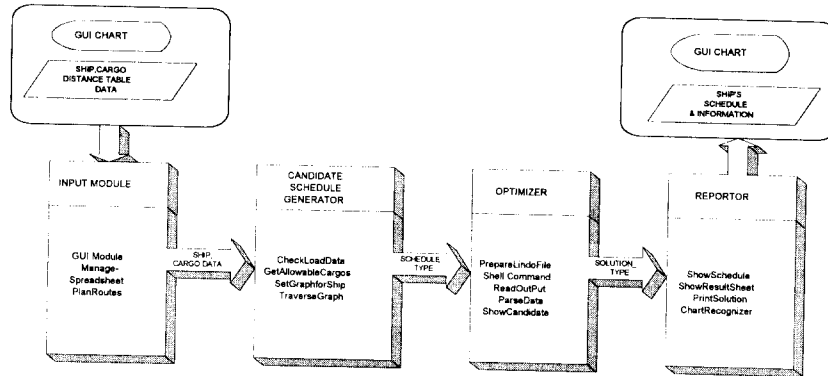 GUI CHART
SHIP,CARGO
DISTANCE TABLE
DATA
GUI CHART
SHIP'S
SCHEDULE
& INFORMATION
INPUT MODULE
GUI Module
Manage-
Spreadsheet
PlanRoutes
SHIP,
CARGO DATA
CANDIDATE
SCHEDULE
GENERATOR
CheckLoadData
GetAllowableCargos
SetGraphforShip
TraverseGraph
SCHEDULE
TYPE
OPTIMIZER
PrepareLindoFile
Shell Command
ReadOutPut
ParseData
ShowCandidate
SOLUTION_
TYPE
REPORTOR
ShowSchedule
ShowResultSheet
PrintSolution
ChartRecognizer